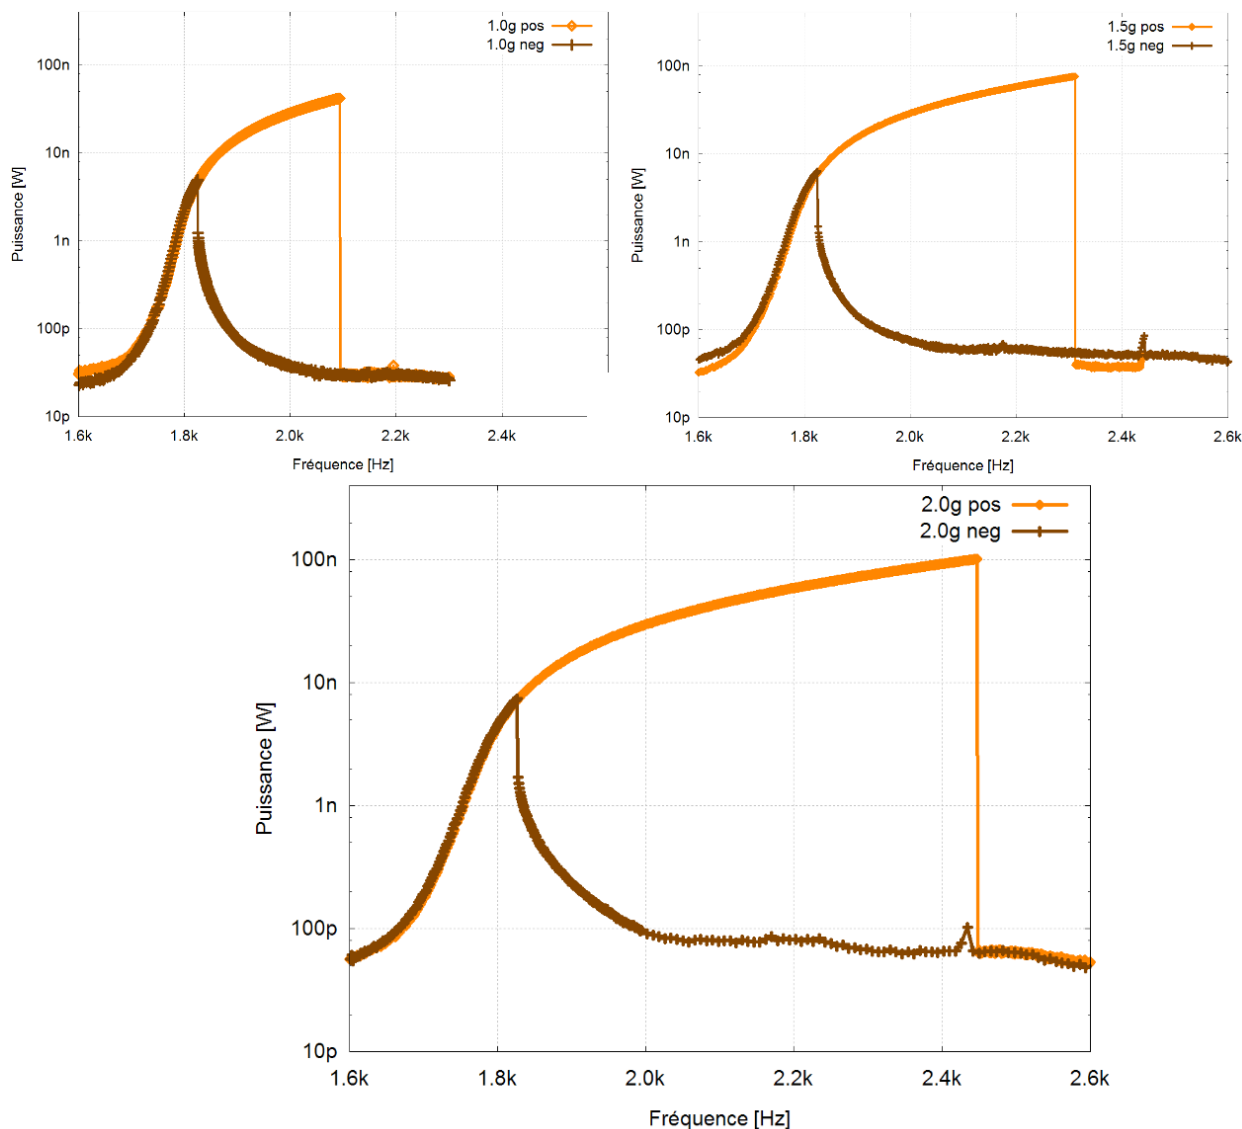 1.0g pos
1.0g neg
100n
10n
1n
100p
10p
Puissance [W]
1.6k 1.8k 2.0k 2.2k 2.4k
Fréquence [Hz]
1.5g pos
1.5g neg
100n
10n
1n
100p
10p
Puissance [W]
1.6k 1.8k 2.0k 2.2k 2.4k 2.6k
Fréquence [Hz]
2.0g pos
2.0g neg
100n
10n
1n
100p
10p
Puissance [W]
1.6k 1.8k 2.0k 2.2k 2.4k 2.6k
Fréquence [Hz]